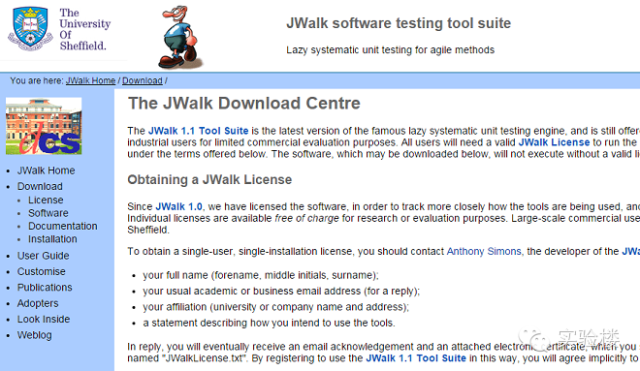 The
University
Of
Sheffield.
JWalk software testing tool suite
Lazy systematic unit testing for agile methods
You are here: JWalk Home / Download /
dcs
JWalk Home
Download
License
Software
Documentation
Installation
User Guide
Customise
Publications
Adopters
Look Inside
Weblog
The JWalk Download Centre
The JWalk 1.1 Tool Suite is the latest version of the famous lazy systematic unit testing engine, and is still offere
industrial users for limited commercial evaluation purposes. All users will need a valid JWalk License to run the
under the terms offered below. The software, which may be downloaded below, will not execute without a valid li
Obtaining a JWalk License
Since JWalk 1.0, we have licensed the software, in order to track more closely how the tools are being used, and
Individual licenses are available free of charge for research or evaluation purposes. Large-scale commercial use
Sheffield.
To obtain a single-user, single-installation license, you should contact Anthony Simons, the developer of the JWa
your full name (forename, middle initials, surname);
your usual academic or business email address (for a reply);
your affiliation (university or company name and address);
a statement describing how you intend to use the tools.
In reply, you will eventually receive an email acknowledgement and an attached electronic certificate, which you s
named "JWalkLicense.txt". By registering to use the JWalk 1.1 Tool Suite in this way, you will agree implicitly to
实验楼